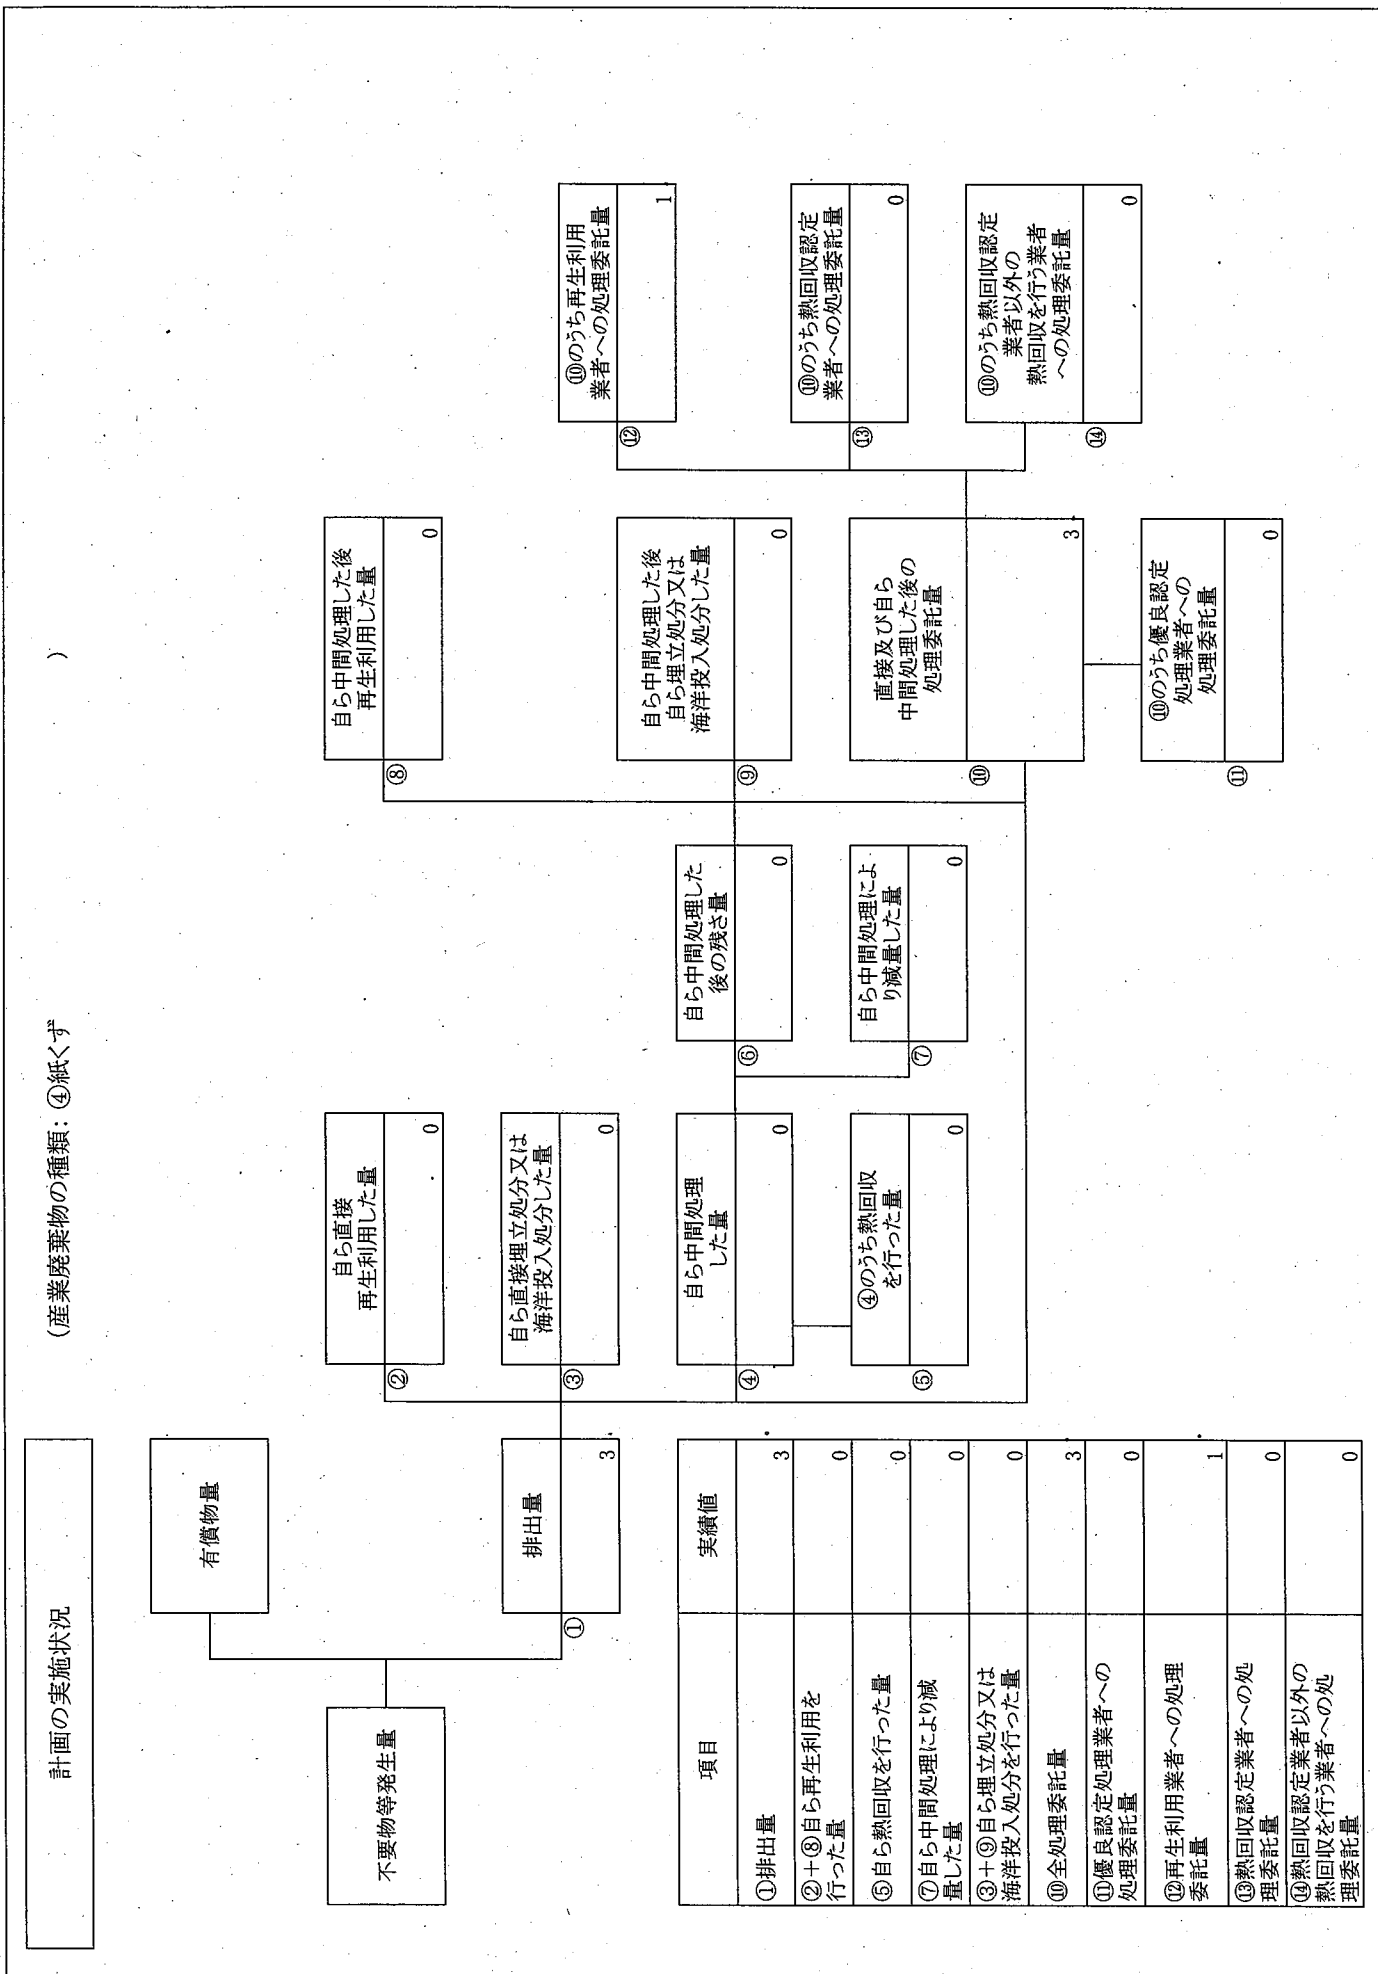 計画の実施状況
(産業廃棄物の種類：④紙くず
)
不要物等発生量
有償物量
①
排出量
3
②
自ら直接
再生利用した量
0
③
自ら直接埋立処分又は
海洋投入処分した量
0
④
自ら中間処理
した量
0
⑤
④のうち熱回収
を行った量
0
⑥
自ら中間処理した
後の残さ量
0
⑦
自ら中間処理によ
り減量した量
0
⑧
自ら中間処理した後
再生利用した量
0
⑨
自ら中間処理した後
自ら埋立処分又は
海洋投入処分した量
0
⑩
直接及び自ら
中間処理した後の
処理委託量
3
⑪
⑩のうち優良認定
処理業者への
処理委託量
0
⑫
⑩のうち再生利用
業者への処理委託量
1
⑬
⑩のうち熱回収認定
業者への処理委託量
0
⑭
⑩のうち熱回収認定
業者以外の
熱回収を行う業者
への処理委託量
0
項目 実績値
①排出量 3
②＋⑧自ら再生利用を
行った量 0
⑤自ら熱回収を行った量 0
⑦自ら中間処理により減
量した量 0
③＋⑨自ら埋立処分又は
海洋投入処分を行った量 0
⑩全処理委託量 3
⑪優良認定処理業者への
処理委託量 0
⑫再生利用業者への処理
委託量 1
⑬熱回収認定業者への処
理委託量 0
⑭熱回収認定業者以外の
熱回収を行う業者への処
理委託量 0